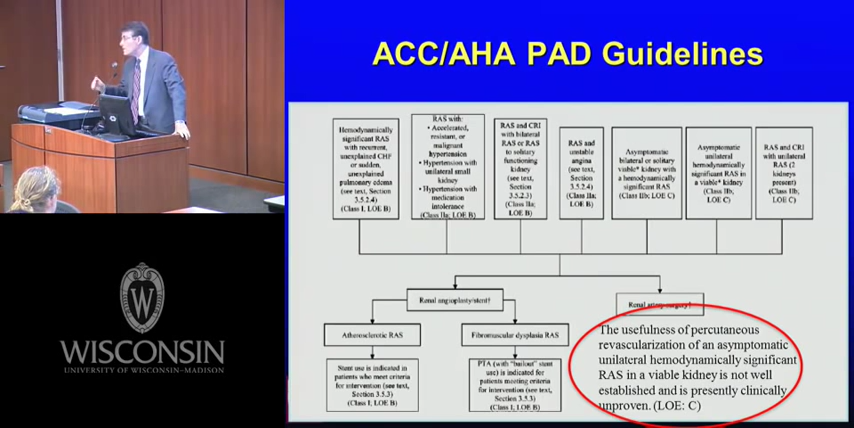 ACC/AHA PAD Guidelines
Hemodynamically
significant RAS
with recurrent,
unexplained CHF
or sudden,
unexplained
pulmonary edema
(see text, Section
3.5.2.4)
(Class I, LOE B)
RAS with:
• Accelerated,
resistant, or
malignant
hypertension
• Hypertension with
unilateral small
kidney
• Hypertension with
medication
intolerance
(Class IIa; LOE B)
RAS and CRI
with bilateral
RAS or RAS
to solitary
functioning
kidney
(see text,
Section
3.5.2.3)
(Class IIa;
LOE B)
RAS and
unstable
angina
(see text,
Section
3.5.2.4)
(Class IIa;
LOE B)
Asymptomatic
bilateral or solitary
viable* kidney with
a hemodynamically
significant RAS
(Class IIb; LOE C)
Asymptomatic
unilateral
hemodynamically
significant RAS in
a viable* kidney
(Class IIb,
LOE C)
RAS and CRI
with unilateral
RAS (2
kidneys
present)
(Class IIb;
LOE C)
Renal angioplasty/stent†
Renal artery surgery†
Atherosclerotic RAS
Fibromuscular dysplasia RAS
Stent use is indicated in
patients who meet criteria
for intervention (see text,
Section 3.5.3)
(Class I; LOE B)
PTA (with "bailout" stent
use) is indicated for
patients meeting criteria
for intervention (see text,
Section 3.5.3)
(Class I; LOE B)
The usefulness of percutaneous
revascularization of an asymptomatic
unilateral hemodynamically significant
RAS in a viable kidney is not well
established and is presently clinically
unproven. (LOE: C)
W
WISCONSIN
UNIVERSITY OF WISCONSIN–MADISON